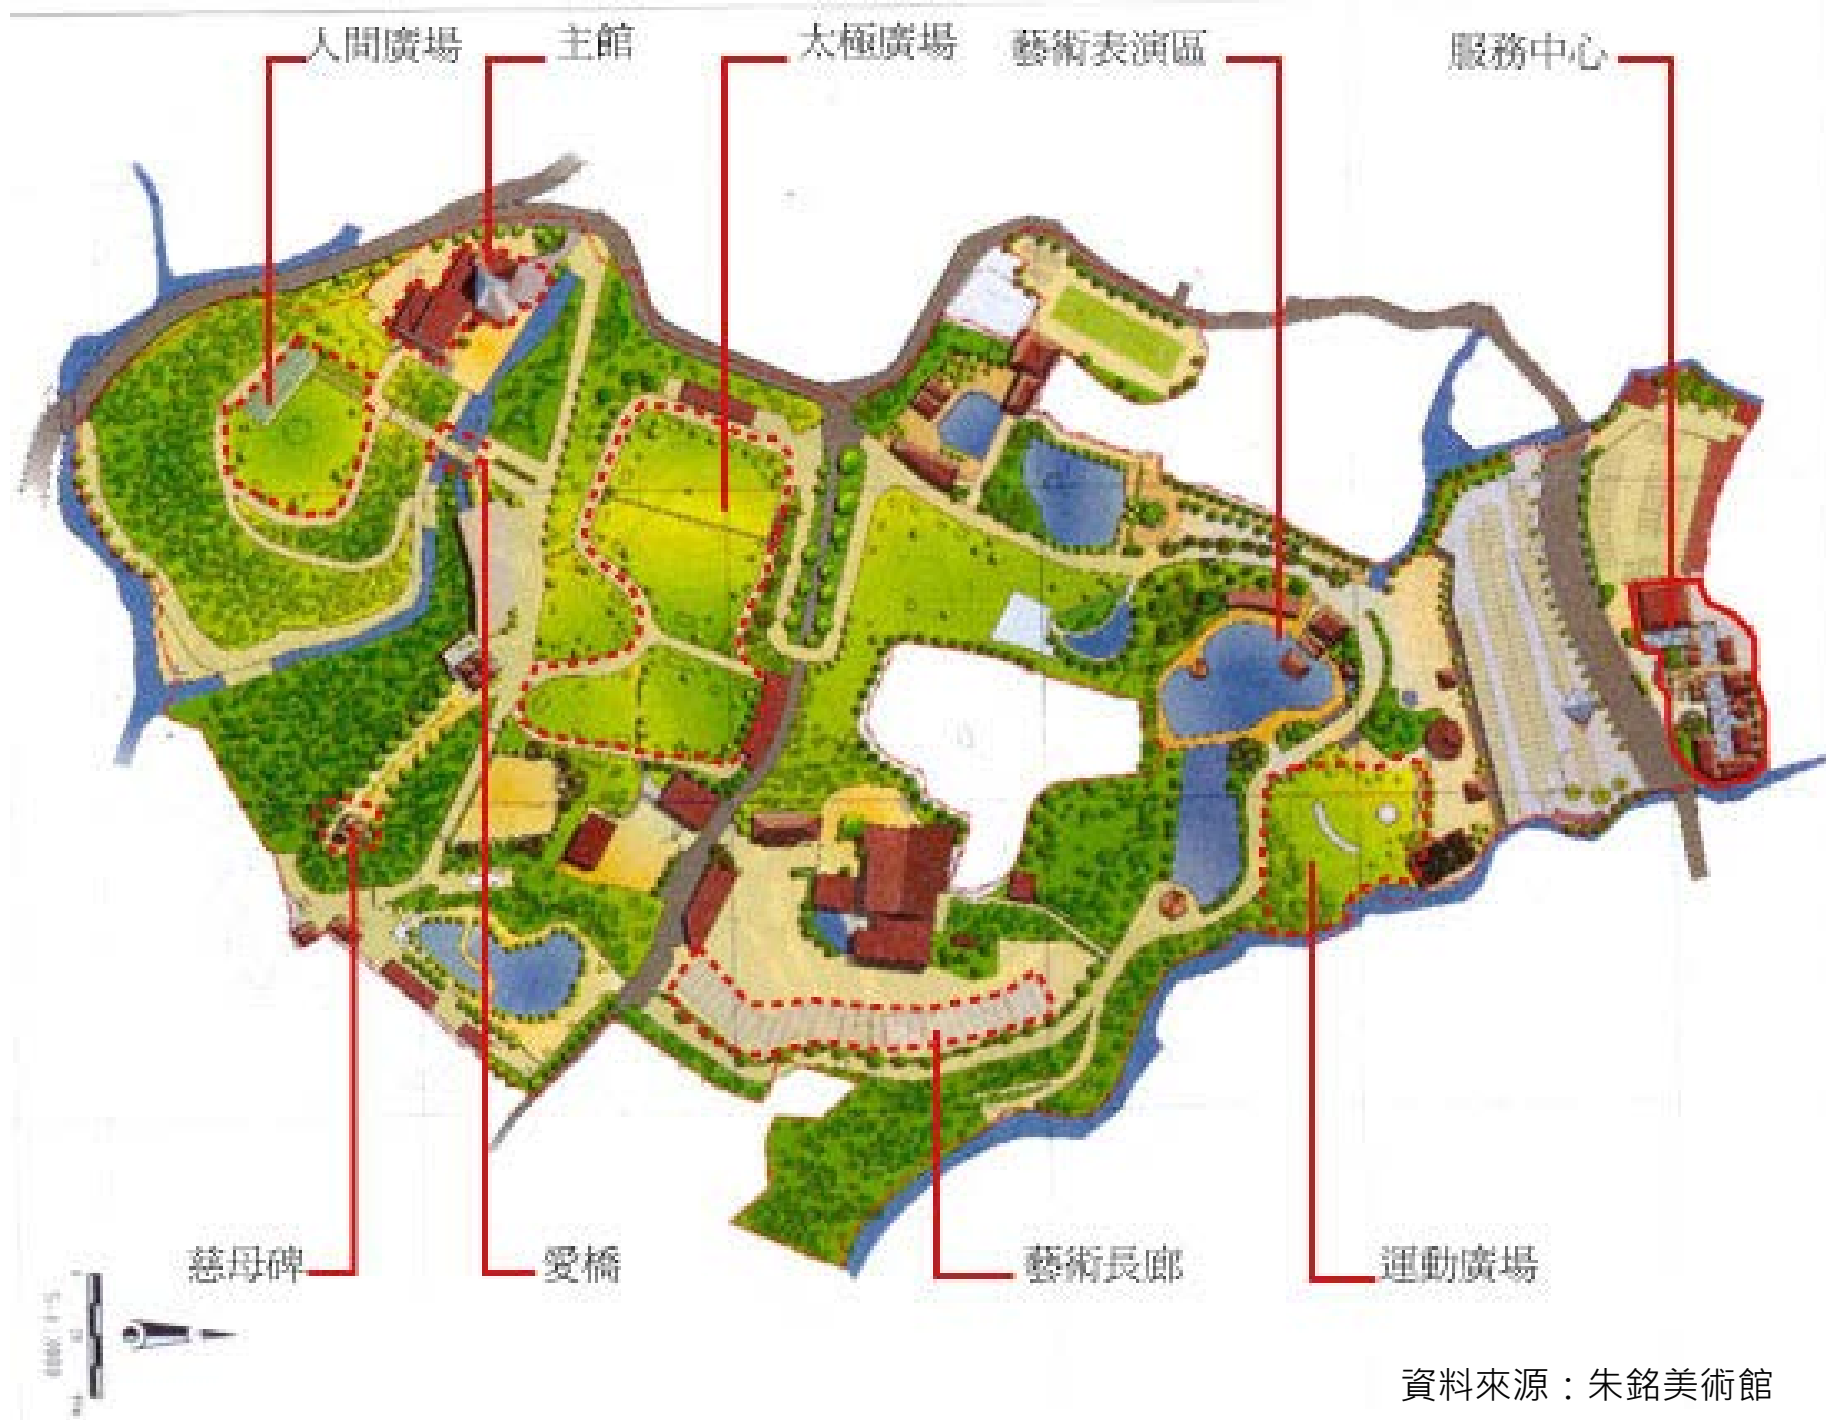 人間廣場
主館
太極廣場
藝術表演區
服務中心
慈母碑
愛橋
藝術長廊
運動廣場
資料來源：朱銘美術館